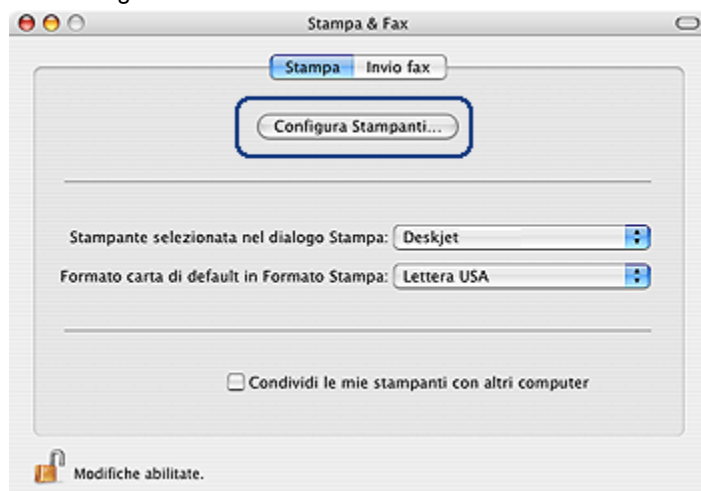 Stampa & Fax
Stampa Invio fax
Configura Stampanti...
Stampante selezionata nel dialogo Stampa: Deskjet
Formato carta di default in Formato Stampa: Lettera USA
Condividi le mie stampanti con altri computer
Modifiche abilitate.